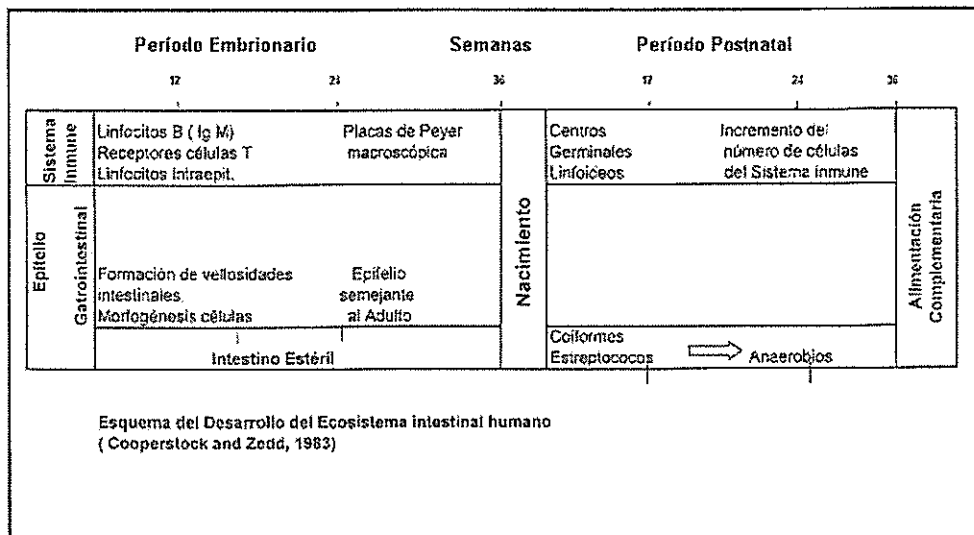 Período Embrionario Semanas Período Postnatal
12 24 36 12 24 36
Sistema
Inmune
Linfocitos B ( Ig M)
Receptores células T
Linfocitos Intraepit.
Placas de Peyer
macroscópica
Centros
Germinales
Linfoideos
Incremento del
número de células
del Sistema Inmune
Epitelio
Gatrointestinal
Formación de vellosidades
intestinales.
Morfogénesis células
Epitelio
semejante
al Adulto
Intestino Estéril
Nacimiento
Coliformes
Estreptococos
Anaerobios
Alimentación
Complementaria
Esquema del Desarrollo del Ecosistema intestinal humano
( Cooperstock and Zedd, 1983)